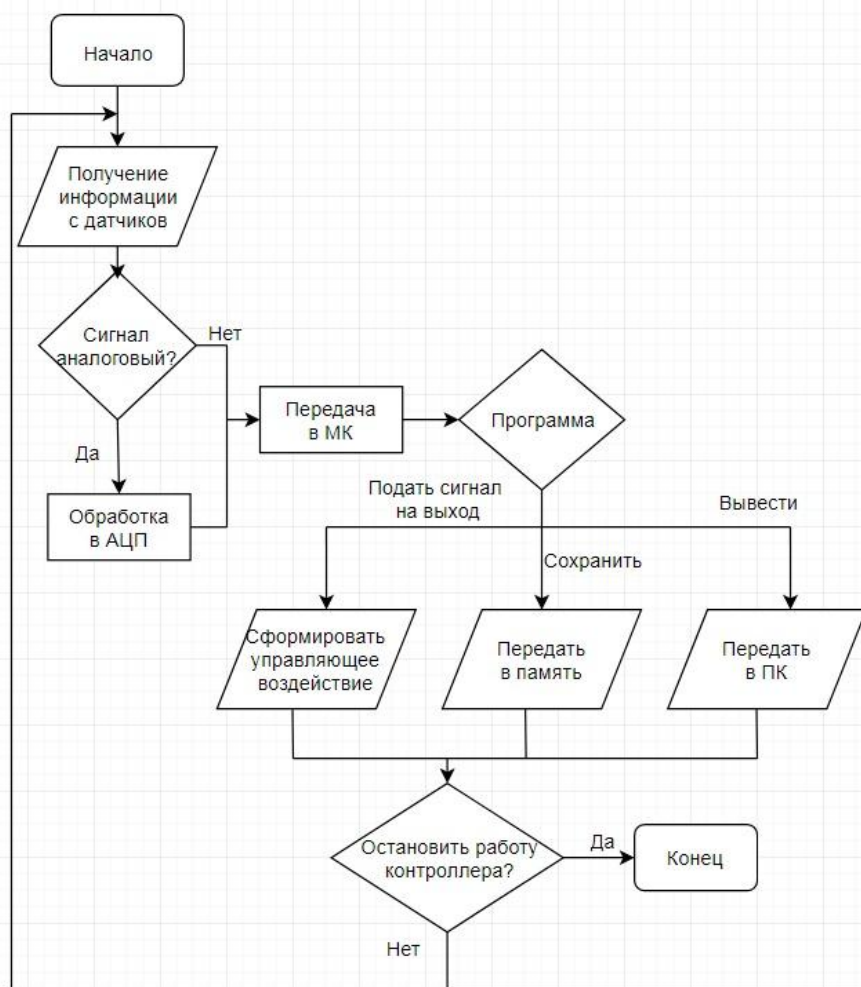 Начало
Получение
информации
с датчиков
Сигнал
аналоговый?
Нет
Да
Обработка
в АЦП
Передача
в МК
Программа
Подать сигнал
на выход
Сохранить
Вывести
Сформировать
управляющее
воздействие
Передать
в память
Передать
в ПК
Остановить работу
контроллера?
Да
Конец
Нет